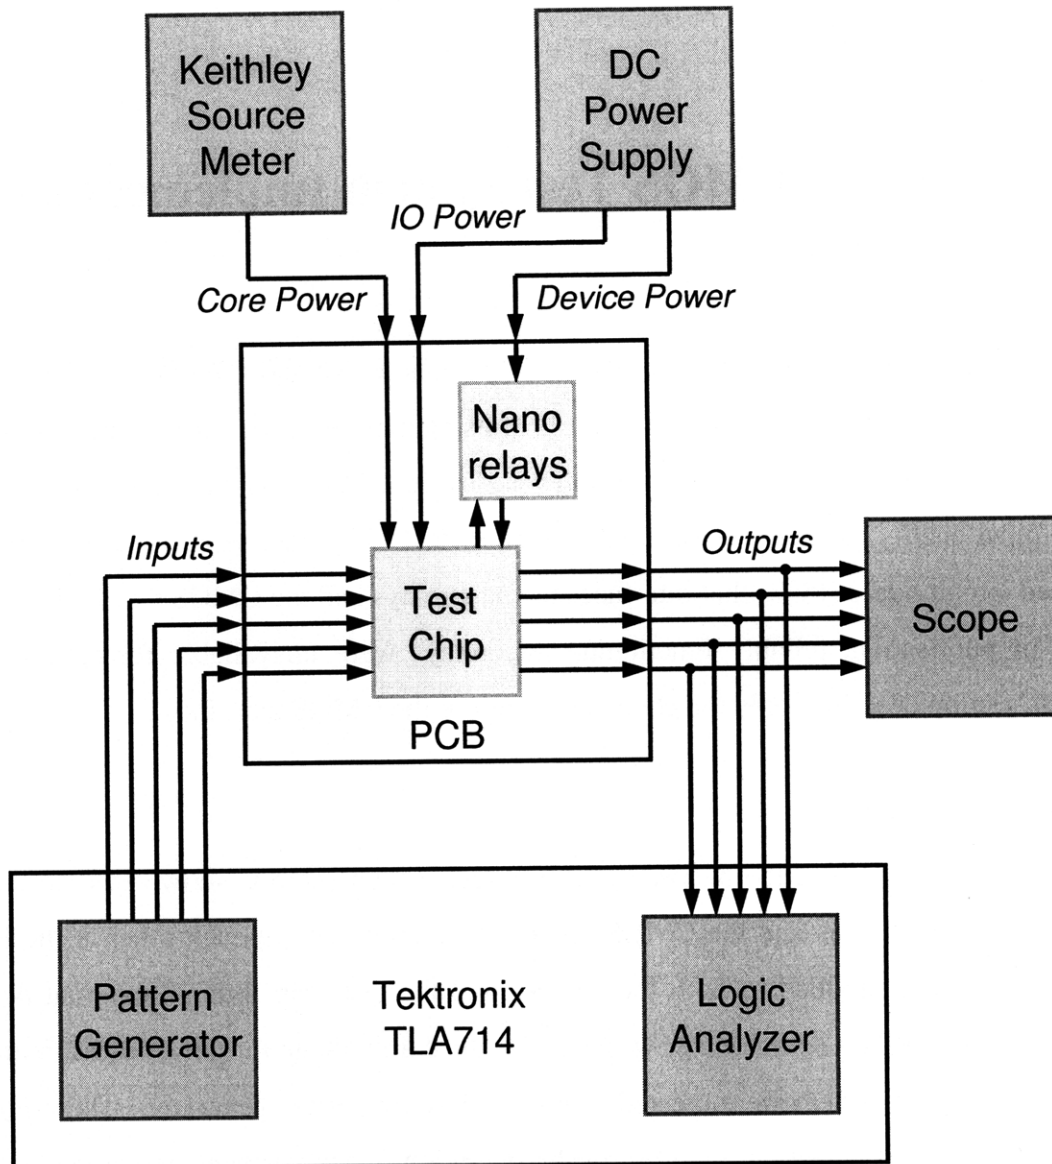 Keithley
Source
Meter
DC
Power
Supply
IO Power
Core Power
Device Power
Nano
relays
Inputs
Outputs
Test
Chip
Scope
PCB
Pattern
Generator
Tektronix
TLA714
Logic
Analyzer